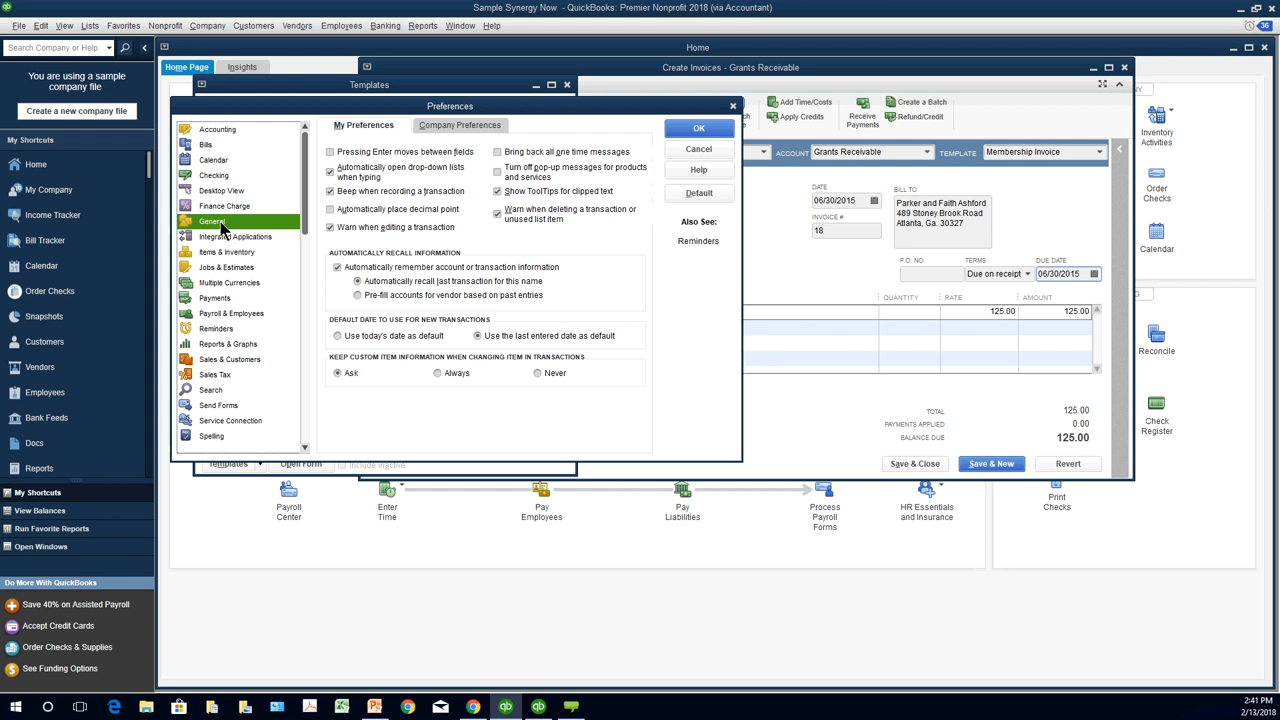 Sample Synergy Now - QuickBooks: Premier Nonprofit 2018 (via Accountant)
File Edit View Lists Favorites Nonprofit Company Customers Vendors Employees Banking Reports Window Help
36
Search Company or Help
Home
You are using a sample
company file
Create a new company file
My Shortcuts
Home
My Company
Income Tracker
Bill Tracker
Calendar
Order Checks
Snapshots
Customers
Vendors
Employees
Bank Feeds
Docs
Reports
My Shortcuts
View Balances
Run Favorite Reports
Open Windows
Do More With QuickBooks
Save 40% on Assisted Payroll
Accept Credit Cards
Order Checks & Supplies
See Funding Options
Home Page
Insights
Templates
Create Invoices - Grants Receivable
Add Time/Costs
Apply Credits
Receive
Payments
Create a Batch
Refund/Credit
ACCOUNT
Grants Receivable
TEMPLATE
Membership Invoice
DATE
06/30/2015
INVOICE #
18
BILL TO
Parker and Faith Ashford
489 Stoney Brook Road
Atlanta, Ga. 30327
P.O. NO.
TERMS
Due on receipt
DUE DATE
06/30/2015
QUANTITY RATE AMOUNT
125.00 125.00
TOTAL 125.00
PAYMENTS APPLIED 0.00
BALANCE DUE 125.00
Save & Close
Save & New
Revert
Preferences
Accounting
Bills
Calendar
Checking
Desktop View
Finance Charge
General
Integrated Applications
Items & Inventory
Jobs & Estimates
Multiple Currencies
Payments
Payroll & Employees
Reminders
Reports & Graphs
Sales & Customers
Sales Tax
Search
Send Forms
Service Connection
Spelling
My Preferences
Company Preferences
Pressing Enter moves between fields
Automatically open drop-down lists
when typing
Beep when recording a transaction
Automatically place decimal point
Warn when editing a transaction
Bring back all one time messages
Turn off pop-up messages for products
and services
Show ToolTips for clipped text
Warn when deleting a transaction or
unused list item
AUTOMATICALLY RECALL INFORMATION
Automatically remember account or transaction information
Automatically recall last transaction for this name
Pre-fill accounts for vendor based on past entries
DEFAULT DATE TO USE FOR NEW TRANSACTIONS
Use today's date as default
Use the last entered date as default
KEEP CUSTOM ITEM INFORMATION WHEN CHANGING ITEM IN TRANSACTIONS
Ask
Always
Never
OK
Cancel
Help
Default
Also See:
Reminders
Templates
Open Form
Include inactive
Inventory
Activities
Order
Checks
Calendar
Reconcile
Check
Register
Print
Checks
Payroll
Center
Enter
Time
Pay
Employees
Pay
Liabilities
Process
Payroll
Forms
HR Essentials
and Insurance
2:41 PM
2/13/2018